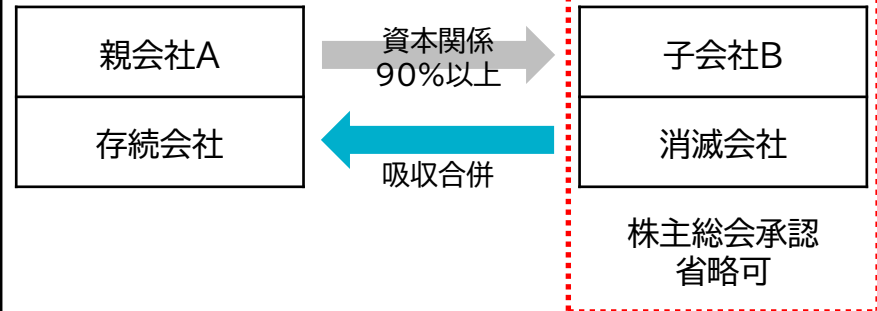 親会社A
存続会社
資本関係
90%以上
吸収合併
子会社B
消滅会社
株主総会承認
省略可